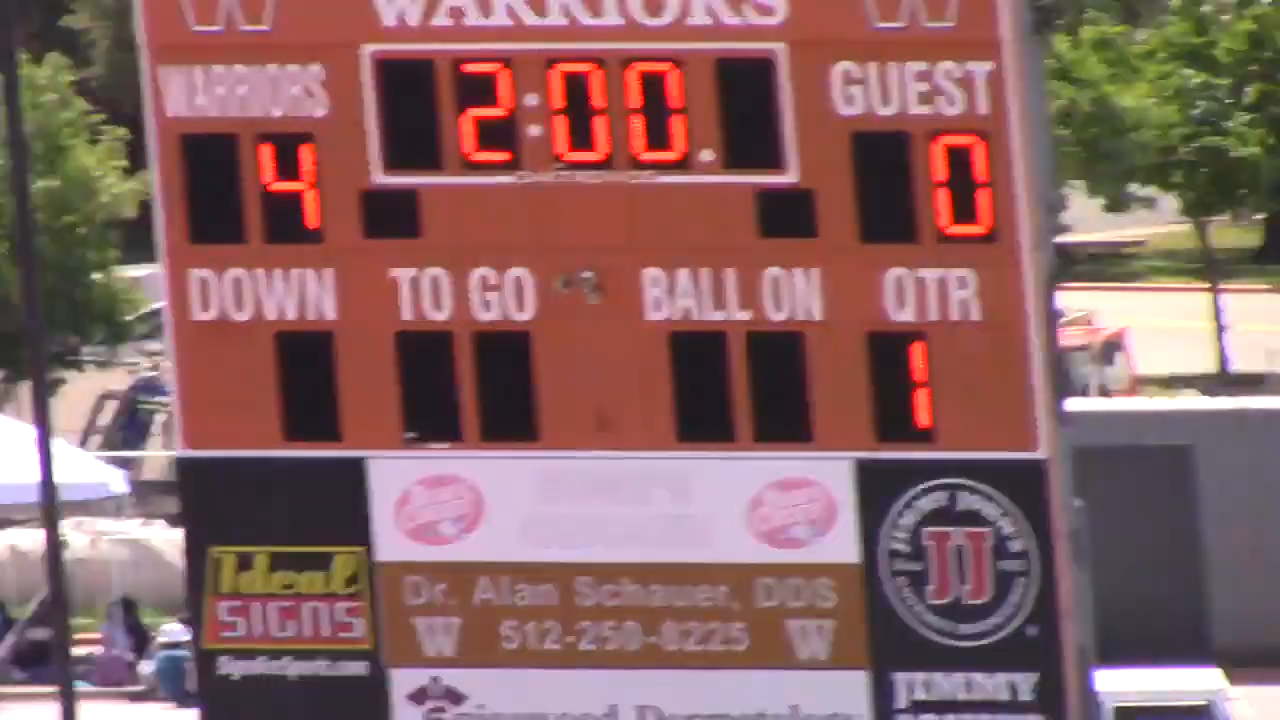 WARRIORS
WARRIORS 2:00. GUEST
4 0
DOWN TO GO BALL ON QTR
1
Ideal
SIGNS
Dr. Alan Schauer, DDS
W 512-250-8225 W
JJ
JIMMY
Dermatology